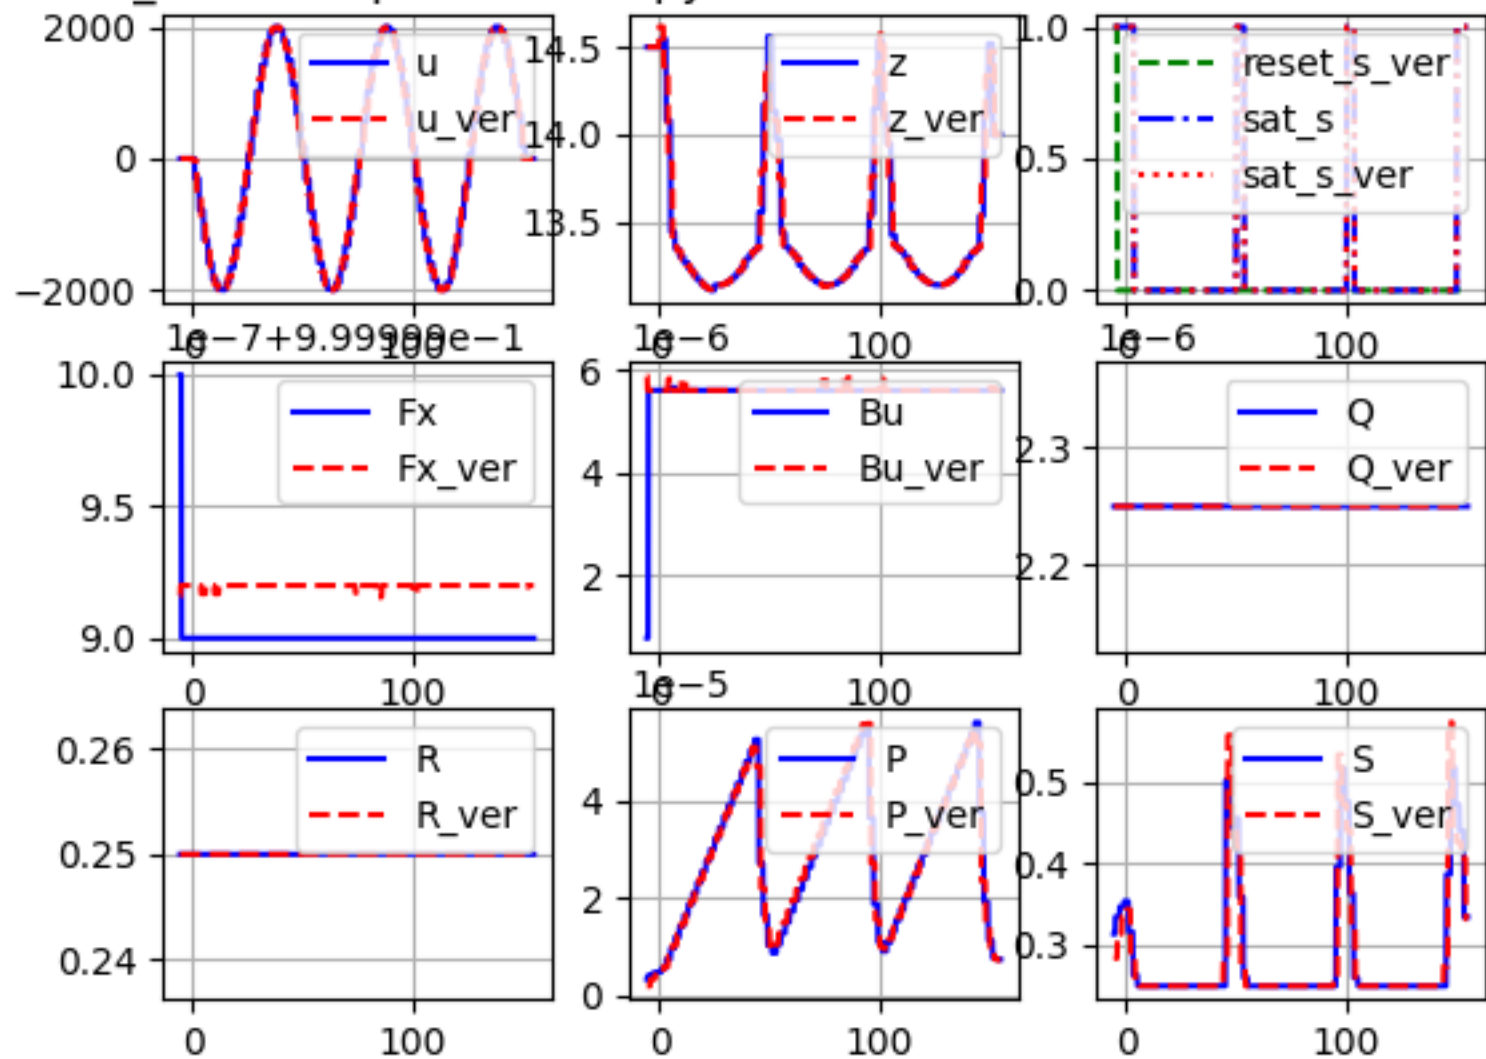 2000
0
−2000
u
u_ver
0
100
14.5
14.0
13.5
z
z_ver
0
100
1.0
0.5
0.0
reset_s_ver
sat_s
sat_s_ver
0
100
1e−7+9.99999e−1
10.0
9.5
9.0
Fx
Fx_ver
0
100
1e−6
6
4
2
Bu
Bu_ver
0
100
1e−6
2.3
2.2
Q
Q_ver
0
100
0.26
0.25
0.24
R
R_ver
0
100
1e−5
4
2
0
P
P_ver
0
100
0.5
0.4
0.3
S
S_ver
0
100